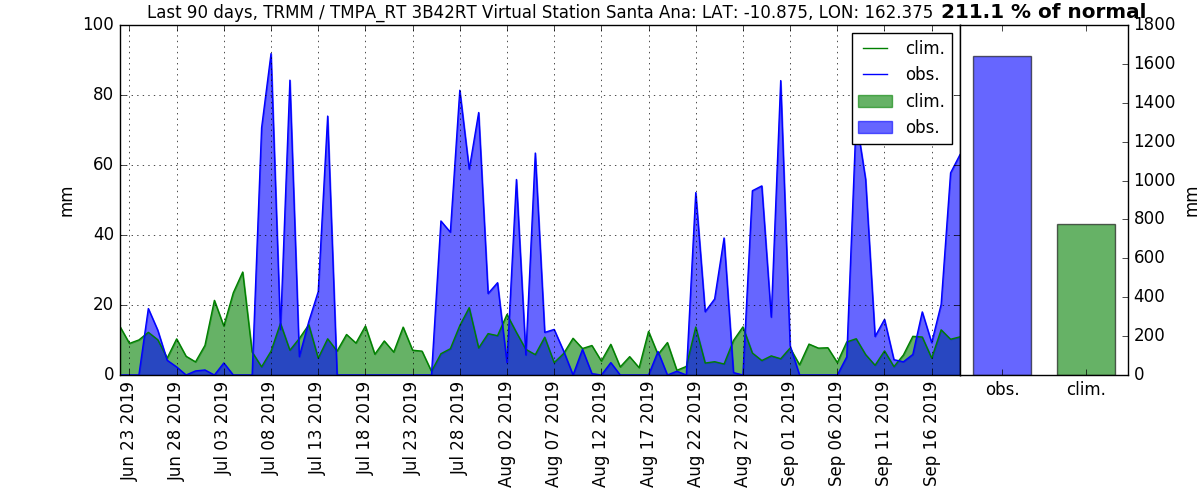 Last 90 days, TRMM / TMPA_RT 3B42RT Virtual Station Santa Ana: LAT: -10.875, LON: 162.375 211.1 % of normal
clim.
obs.
clim.
obs.
mm
100
80
60
40
20
0
Jun 23 2019
Jun 28 2019
Jul 03 2019
Jul 08 2019
Jul 13 2019
Jul 18 2019
Jul 23 2019
Jul 28 2019
Aug 02 2019
Aug 07 2019
Aug 12 2019
Aug 17 2019
Aug 22 2019
Aug 27 2019
Sep 01 2019
Sep 06 2019
Sep 11 2019
Sep 16 2019
obs.
clim.
1800
1600
1400
1200
1000
800
600
400
200
0
mm